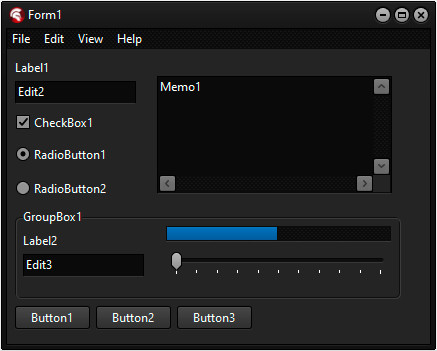 Form1
File Edit View Help
Label1
Edit2
Memo1
CheckBox1
RadioButton1
RadioButton2
GroupBox1
Label2
Edit3
Button1 Button2 Button3